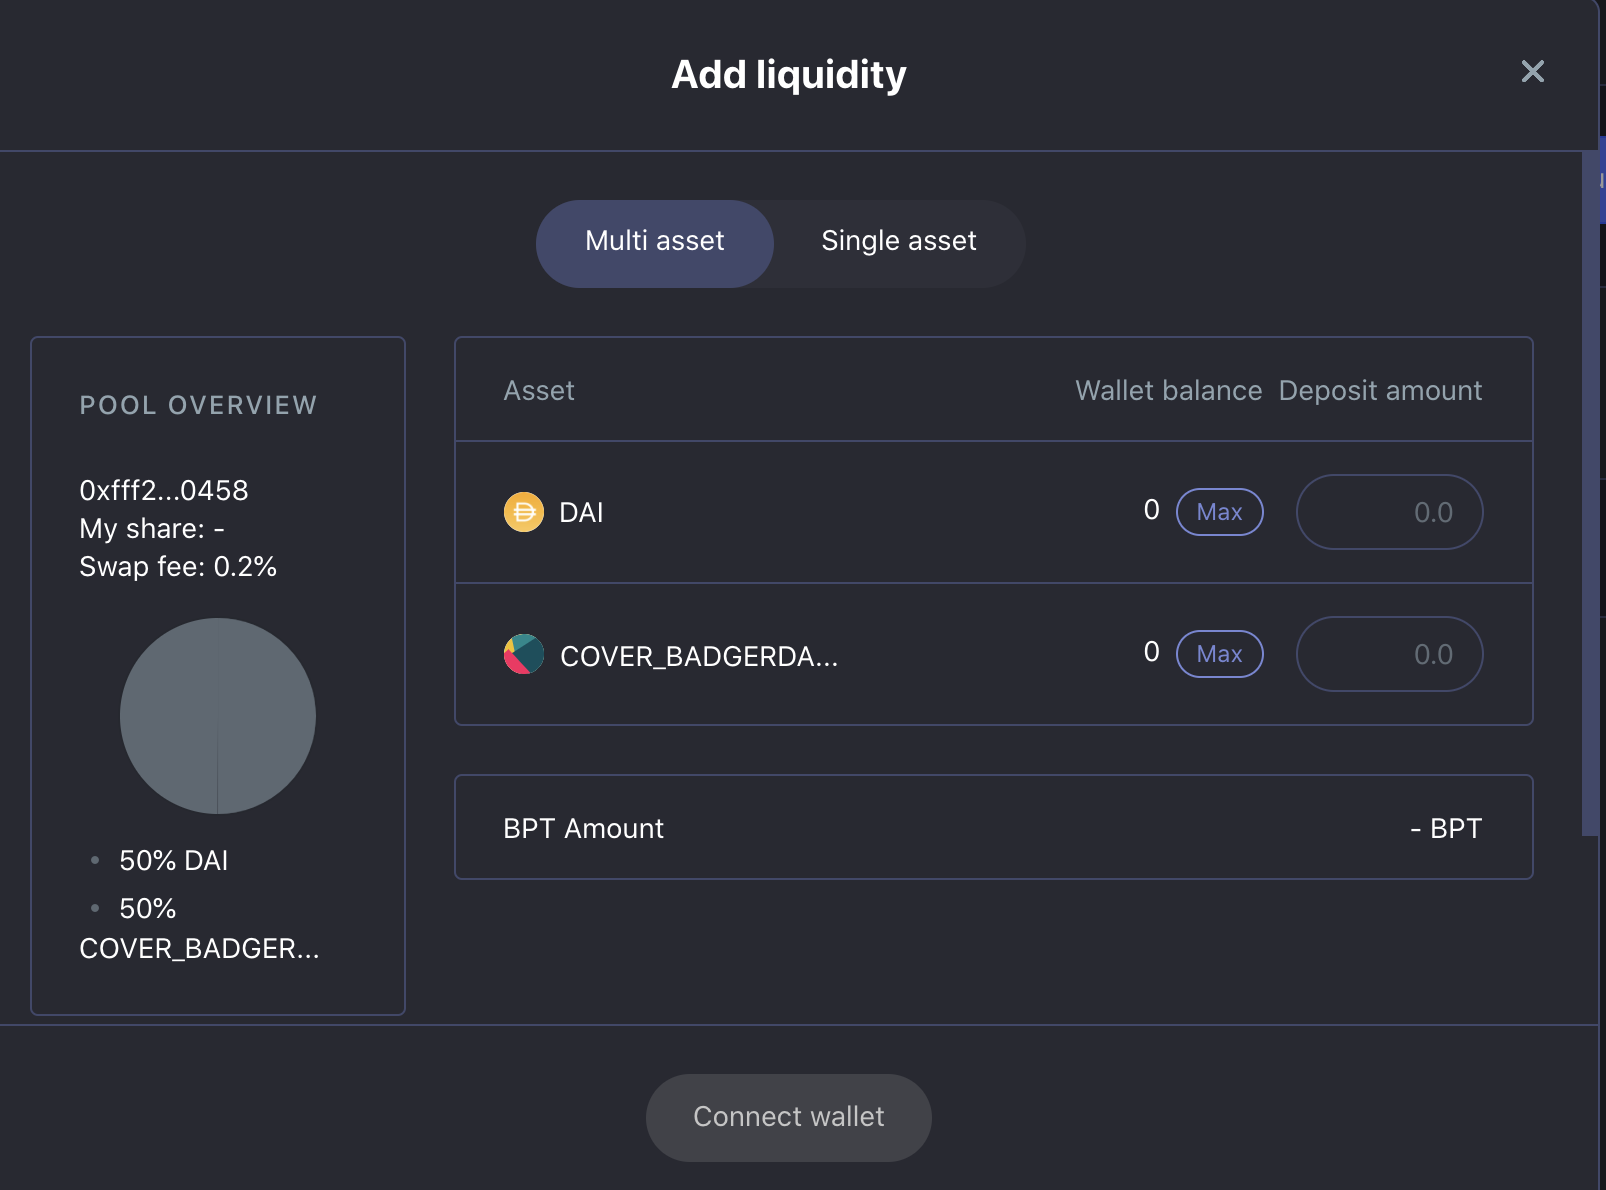 Add liquidity
Multi asset
Single asset
POOL OVERVIEW
0xfff2...0458
My share: -
Swap fee: 0.2%
50% DAI
50%
COVER_BADGER...
Asset Wallet balance Deposit amount
DAI 0 Max 0.0
COVER_BADGERDA... 0 Max 0.0
BPT Amount - BPT
Connect wallet